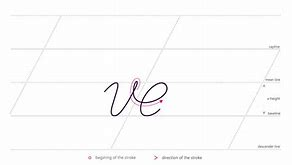 capline
mean line
x
x-height
baseline
ve
descender line
beginning of the stroke
direction of the stroke